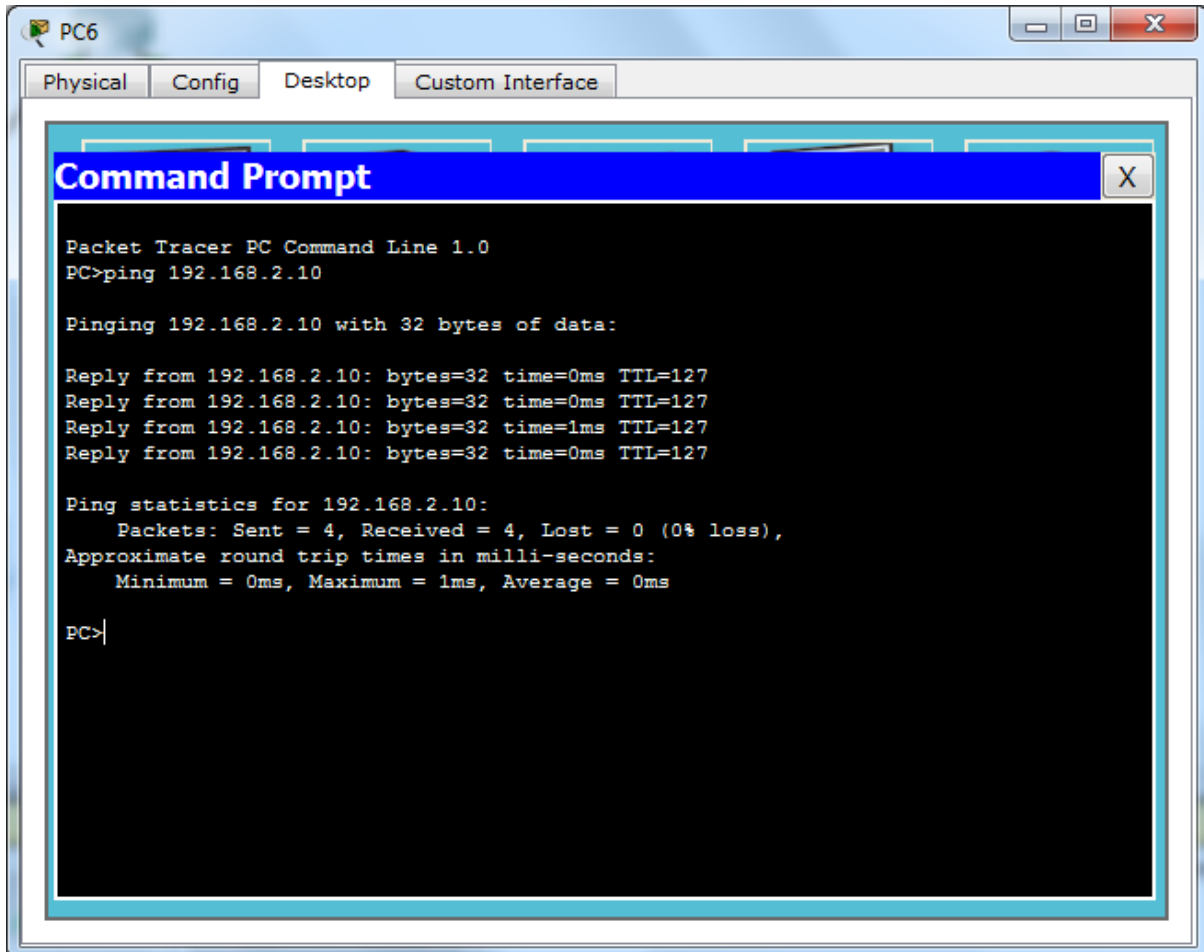 PC6
X
Physical Config Desktop Custom Interface
Command Prompt X
Packet Tracer PC Command Line 1.0
PC>ping 192.168.2.10
Pinging 192.168.2.10 with 32 bytes of data:
Reply from 192.168.2.10: bytes=32 time=0ms TTL=127
Reply from 192.168.2.10: bytes=32 time=0ms TTL=127
Reply from 192.168.2.10: bytes=32 time=1ms TTL=127
Reply from 192.168.2.10: bytes=32 time=0ms TTL=127
Ping statistics for 192.168.2.10:
Packets: Sent = 4, Received = 4, Lost = 0 (0% loss),
Approximate round trip times in milli-seconds:
Minimum = 0ms, Maximum = 1ms, Average = 0ms
PC>